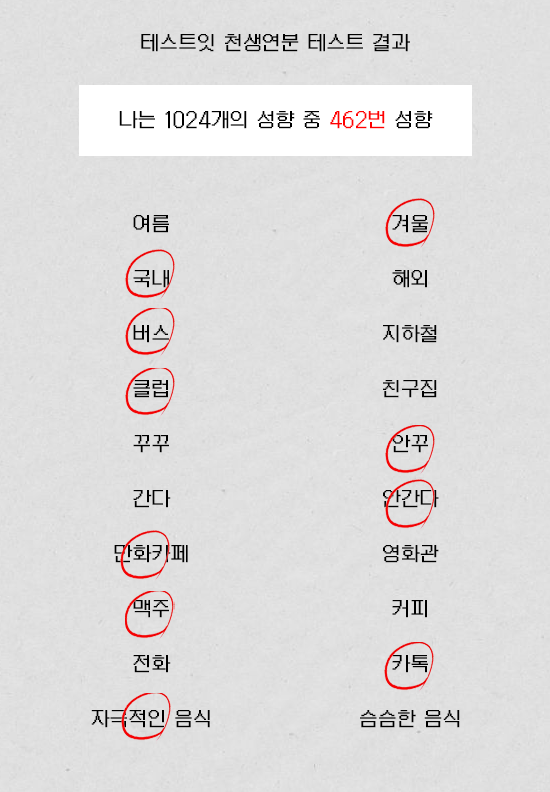 테스트잇 천생연분 테스트 결과
나는 1024개의 성향 중 462번 성향
여름 겨울
국내 해외
버스 지하철
클럽 친구집
꾸꾸 안꾸
간다 안간다
만화카페 영화관
맥주 커피
전화 카톡
자극적인 음식 슴슴한 음식